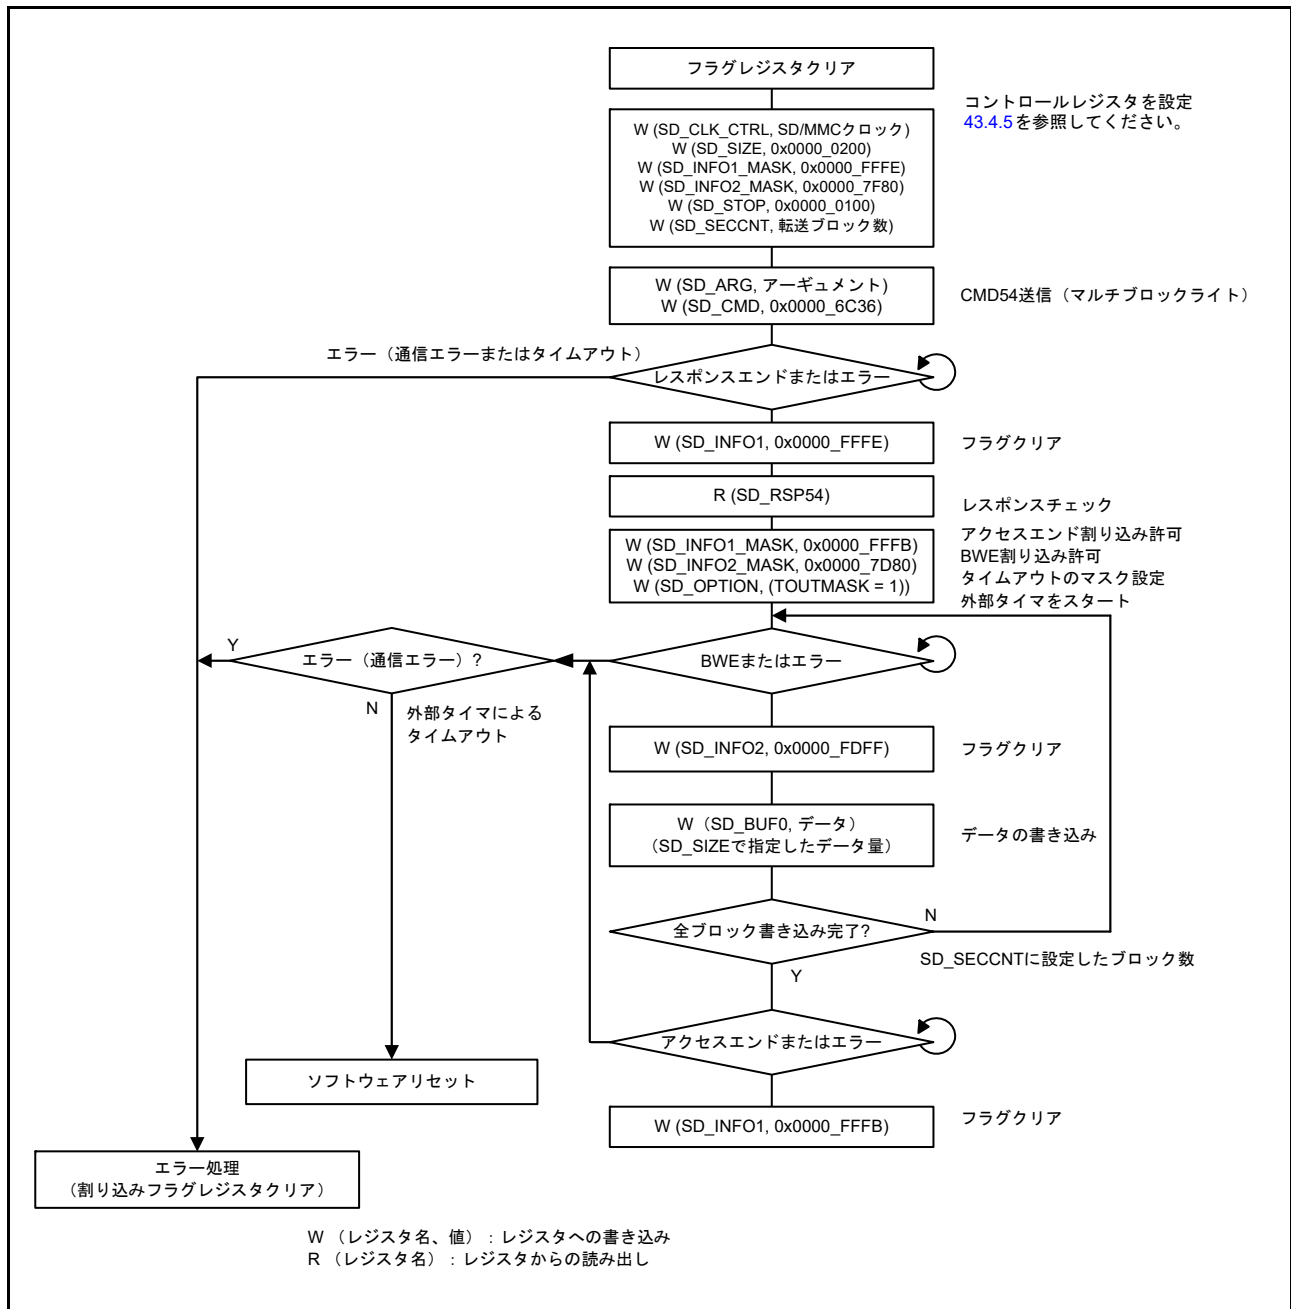 フラグレジスタクリア
コントロールレジスタを設定
43.4.5を参照してください。
W (SD_CLK_CTRL, SD/MMCクロック)
W (SD_SIZE, 0x0000_0200)
W (SD_INFO1_MASK, 0x0000_FFFE)
W (SD_INFO2_MASK, 0x0000_7F80)
W (SD_STOP, 0x0000_0100)
W (SD_SECCNT, 転送ブロック数)
W (SD_ARG, アーギュメント)
W (SD_CMD, 0x0000_6C36)
CMD54送信（マルチブロックライト）
エラー（通信エラーまたはタイムアウト）
レスポンスエンドまたはエラー
W (SD_INFO1, 0x0000_FFFE)
フラグクリア
R (SD_RSP54)
レスポンスチェック
W (SD_INFO1_MASK, 0x0000_FFFB)
W (SD_INFO2_MASK, 0x0000_7D80)
W (SD_OPTION, (TOUTMASK = 1))
アクセスエンド割り込み許可
BWE割り込み許可
タイムアウトのマスク設定
外部タイマをスタート
Y
エラー（通信エラー）?
BWEまたはエラー
N
外部タイマによる
タイムアウト
W (SD_INFO2, 0x0000_FDFF)
フラグクリア
W（SD_BUF0, データ）
（SD_SIZEで指定したデータ量）
データの書き込み
全ブロック書き込み完了?
N
SD_SECCNTに設定したブロック数
Y
アクセスエンドまたはエラー
ソフトウェアリセット
W (SD_INFO1, 0x0000_FFFB)
フラグクリア
エラー処理
（割り込みフラグレジスタクリア）
W （レジスタ名、値）：レジスタへの書き込み
R （レジスタ名）：レジスタからの読み出し